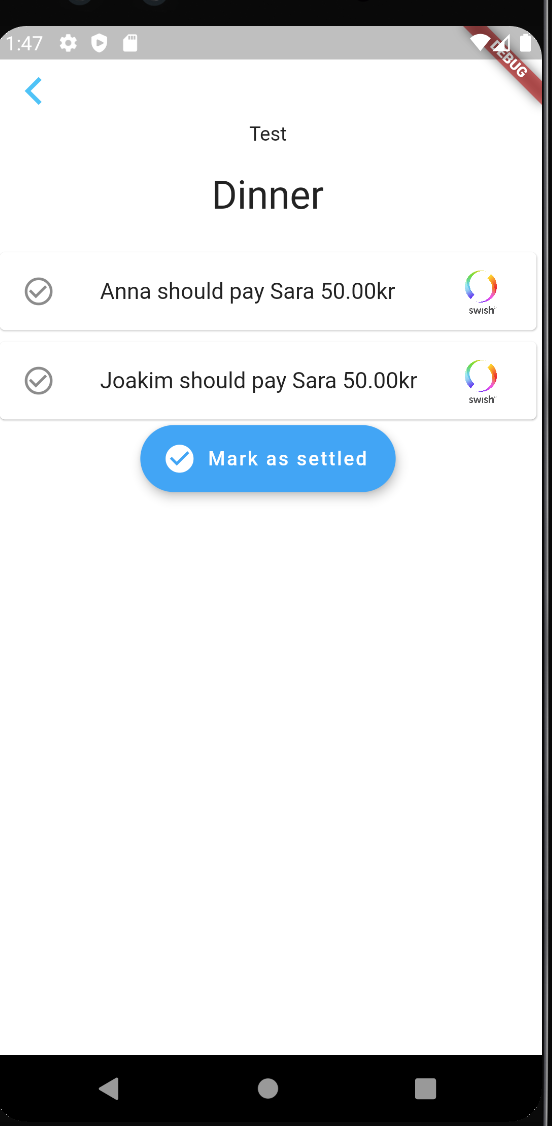 1:47
DEBUG
Test
Dinner
Anna should pay Sara 50.00kr
swish
Joakim should pay Sara 50.00kr
swish
Mark as settled